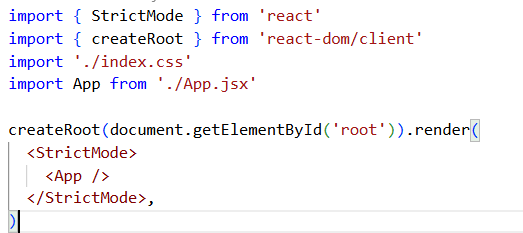 import { StrictMode } from 'react'
import { createRoot } from 'react-dom/client'
import './index.css'
import App from './App.jsx'

createRoot(document.getElementById('root')).render(
  <StrictMode>
    <App />
  </StrictMode>,
)